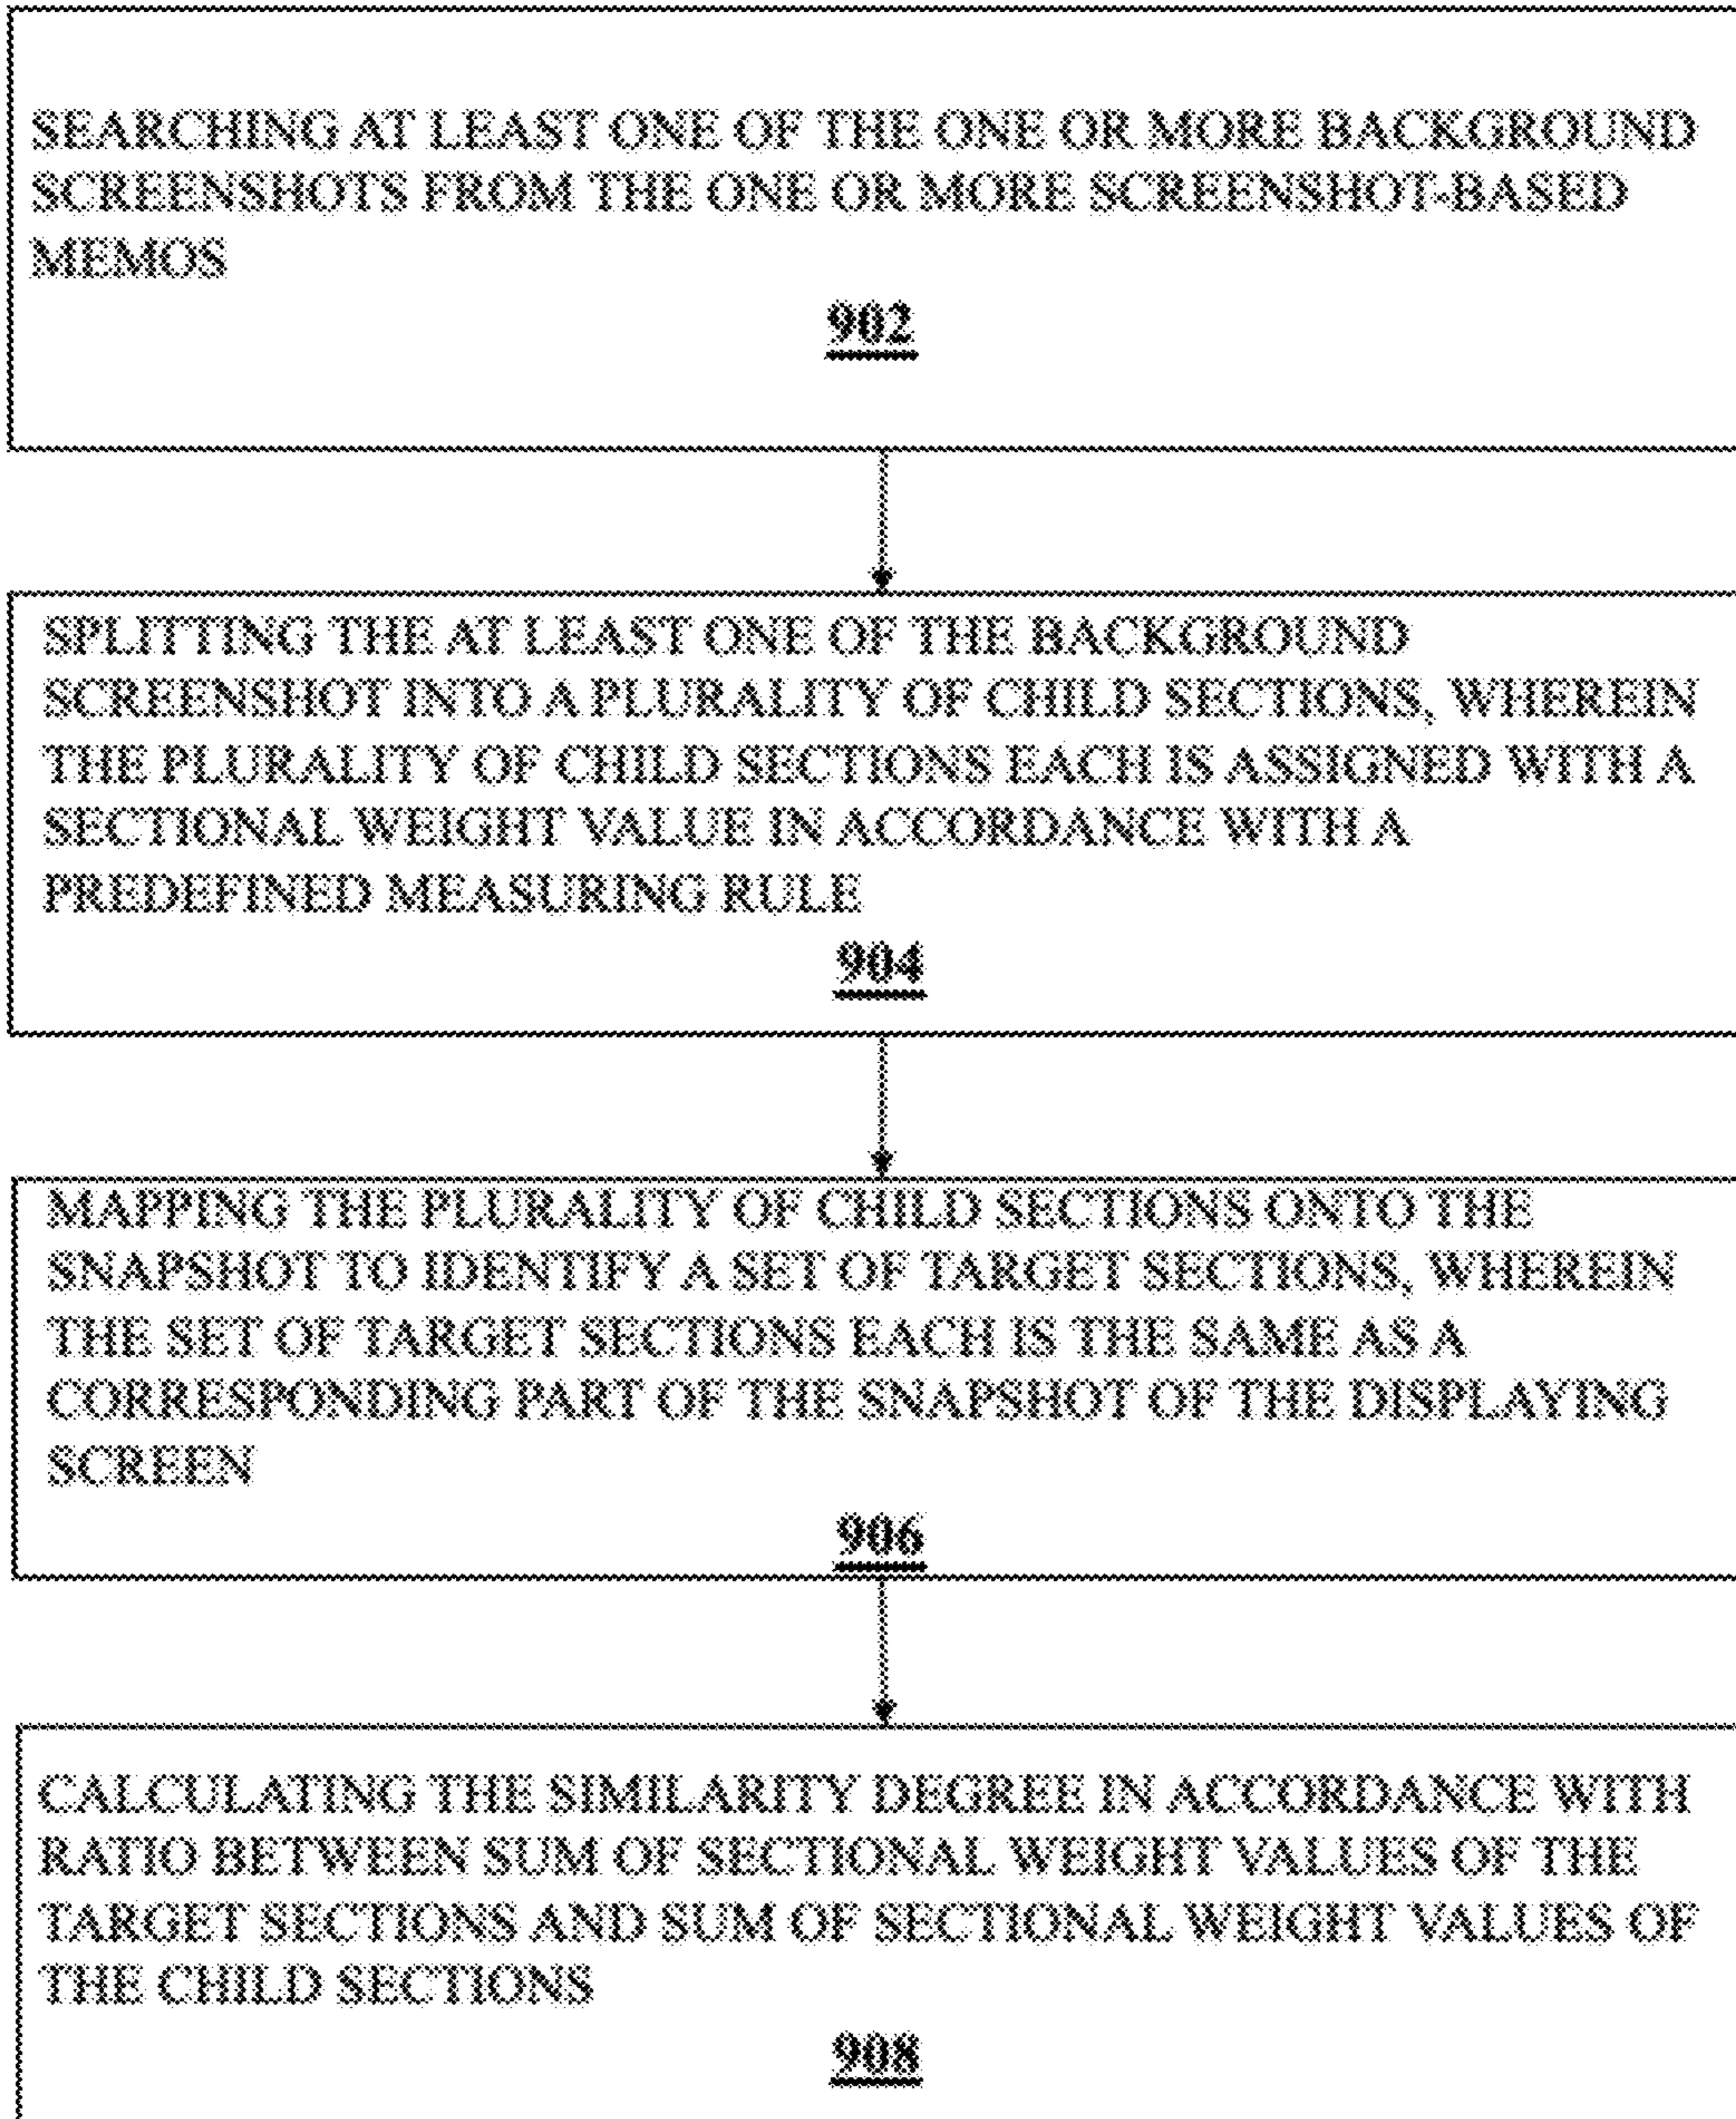 SEARCHING AT LEAST ONE OF THE ONE OR MORE BACKGROUND
SCREENSHOTS FROM THE ONE OR MORE SCREENSHOT-BASED
MEMOS
902
SPLITTING THE AT LEAST ONE OF THE BACKGROUND
SCREENSHOT INTO A PLURALITY OF CHILD SECTIONS, WHEREIN
THE PLURALITY OF CHILD SECTIONS EACH IS ASSIGNED WITH A
SECTIONAL WEIGHT VALUE IN ACCORDANCE WITH A
PREDEFINED MEASURING RULE
904
MAPPING THE PLURALITY OF CHILD SECTIONS ONTO THE
SNAPSHOT TO IDENTIFY A SET OF TARGET SECTIONS, WHEREIN
THE SET OF TARGET SECTIONS EACH IS THE SAME AS A
CORRESPONDING PART OF THE SNAPSHOT OF THE DISPLAYING
SCREEN
906
CALCULATING THE SIMILARITY DEGREE IN ACCORDANCE WITH
RATIO BETWEEN SUM OF SECTIONAL WEIGHT VALUES OF THE
TARGET SECTIONS AND SUM OF SECTIONAL WEIGHT VALUES OF
THE CHILD SECTIONS
908